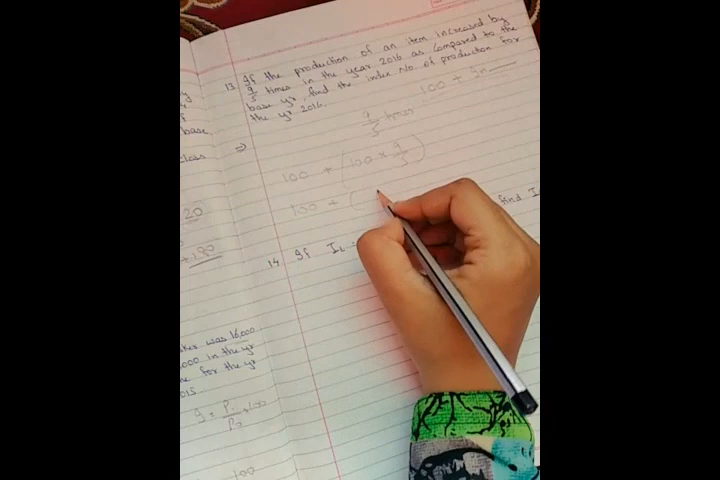 13 If the production of an item increased by
9/5 times in the year 2016 as compared to the
base yr, find the index n/o of production for
the yr 2016.
100 + In
⇒ 9/5 times
100 + (100 × 9/5)
100 + (
14 If IL = find I
base
class
20
+180
was 16,000
000 in the yr
for the yr
2015
I = P1/P0 × 100
100